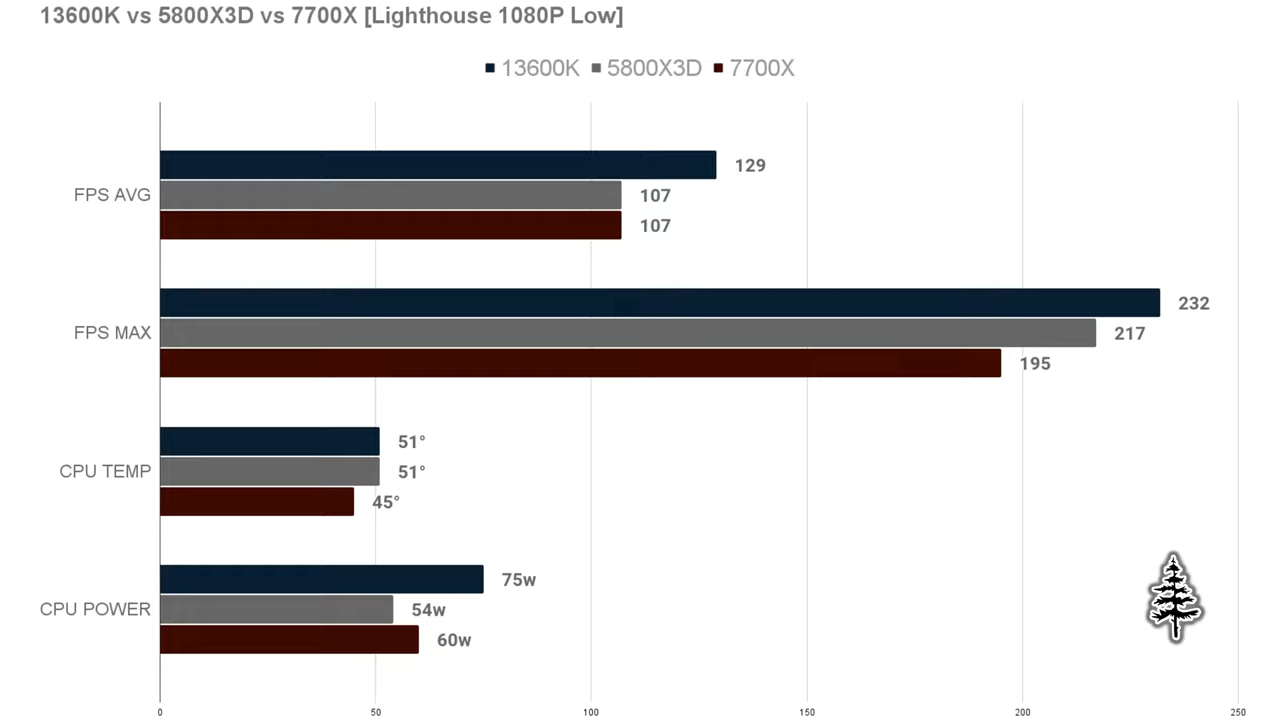 13600K vs 5800X3D vs 7700X [Lighthouse 1080P Low]
13600K 5800X3D 7700X
FPS AVG
129
107
107
FPS MAX
232
217
195
CPU TEMP
51°
51°
45°
CPU POWER
75w
54w
60w
0 50 100 150 200 250